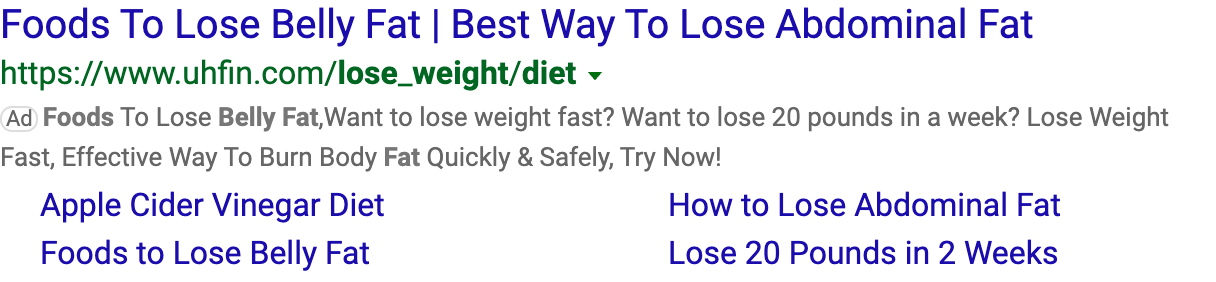 Foods To Lose Belly Fat | Best Way To Lose Abdominal Fat
https://www.uhfin.com/lose_weight/diet
Ad Foods To Lose Belly Fat,Want to lose weight fast? Want to lose 20 pounds in a week? Lose Weight
Fast, Effective Way To Burn Body Fat Quickly & Safely, Try Now!
Apple Cider Vinegar Diet How to Lose Abdominal Fat
Foods to Lose Belly Fat Lose 20 Pounds in 2 Weeks